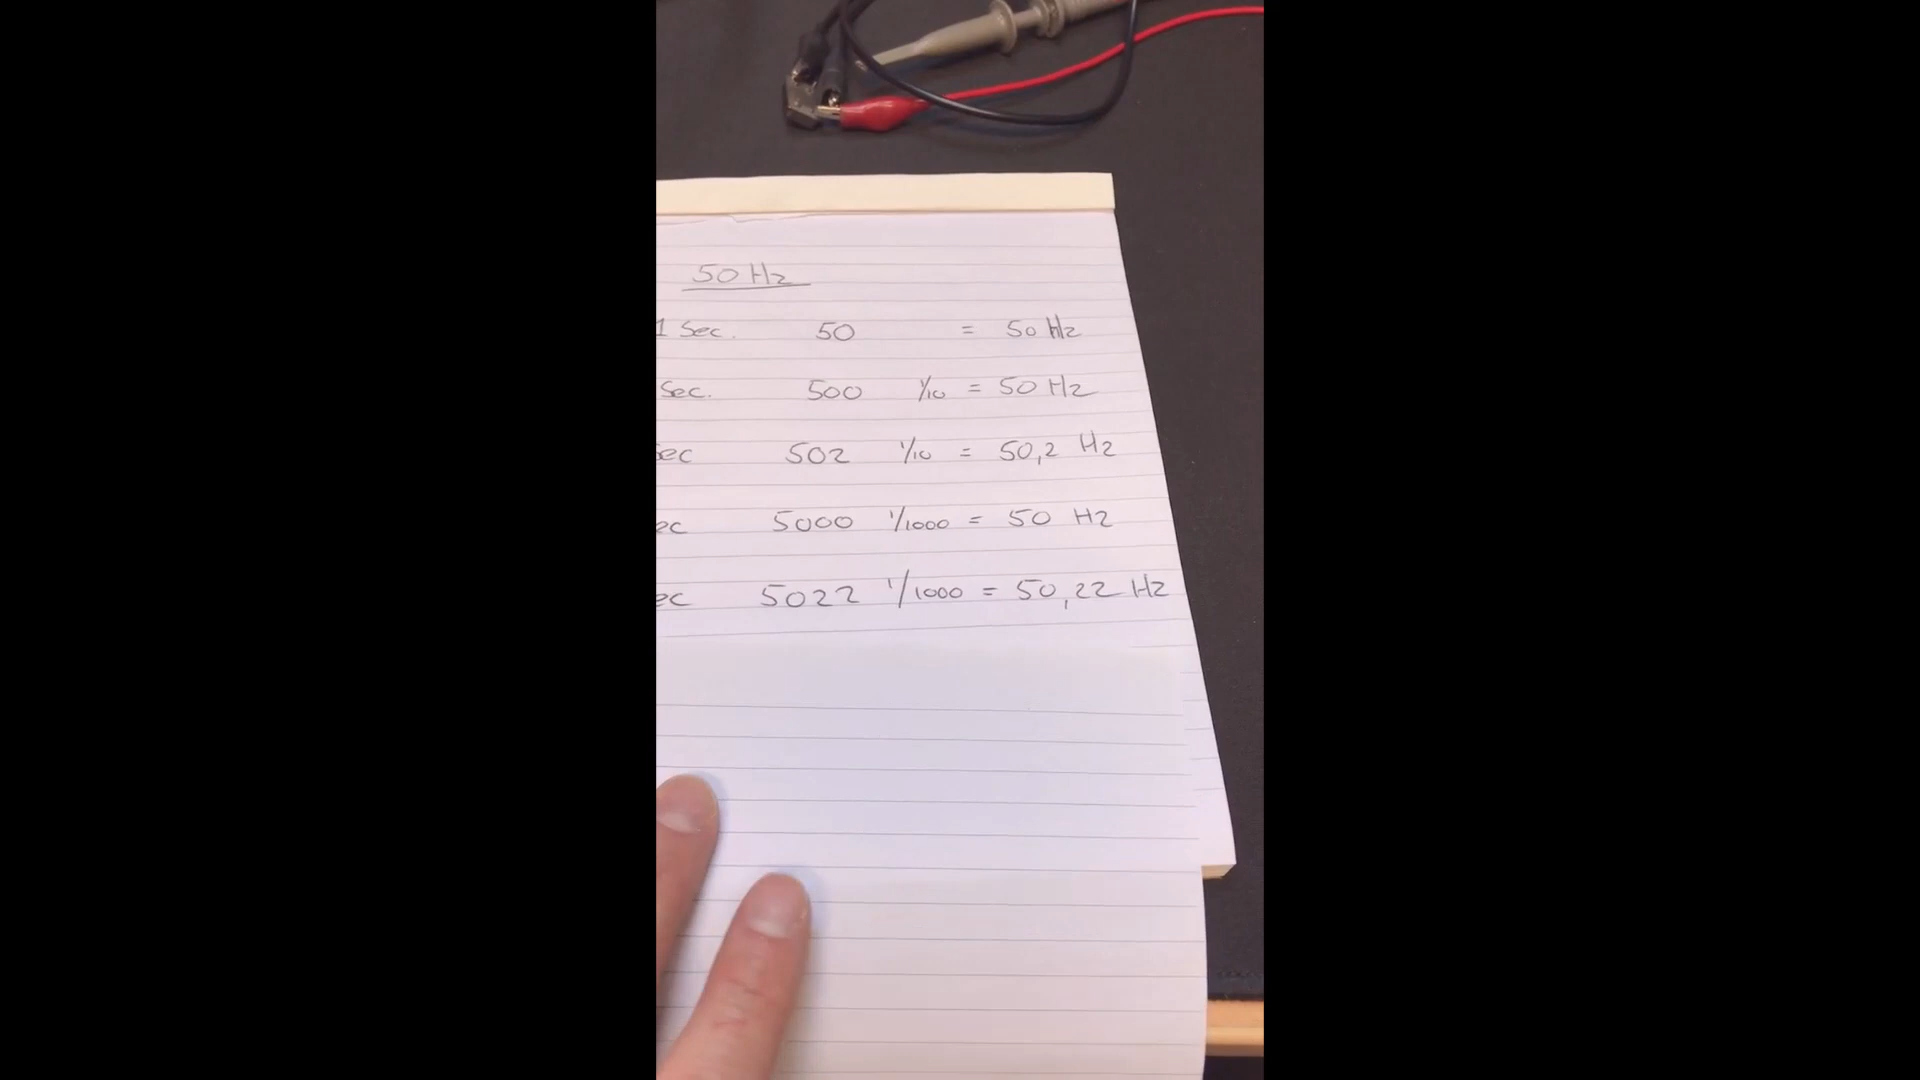 50 Hz
1 Sec. 50 = 50 Hz
Sec. 500 1/10 = 50 Hz
sec 502 1/10 = 50,2 Hz
ec 5000 1/1000 = 50 Hz
ec 5022 1/1000 = 50,22 Hz